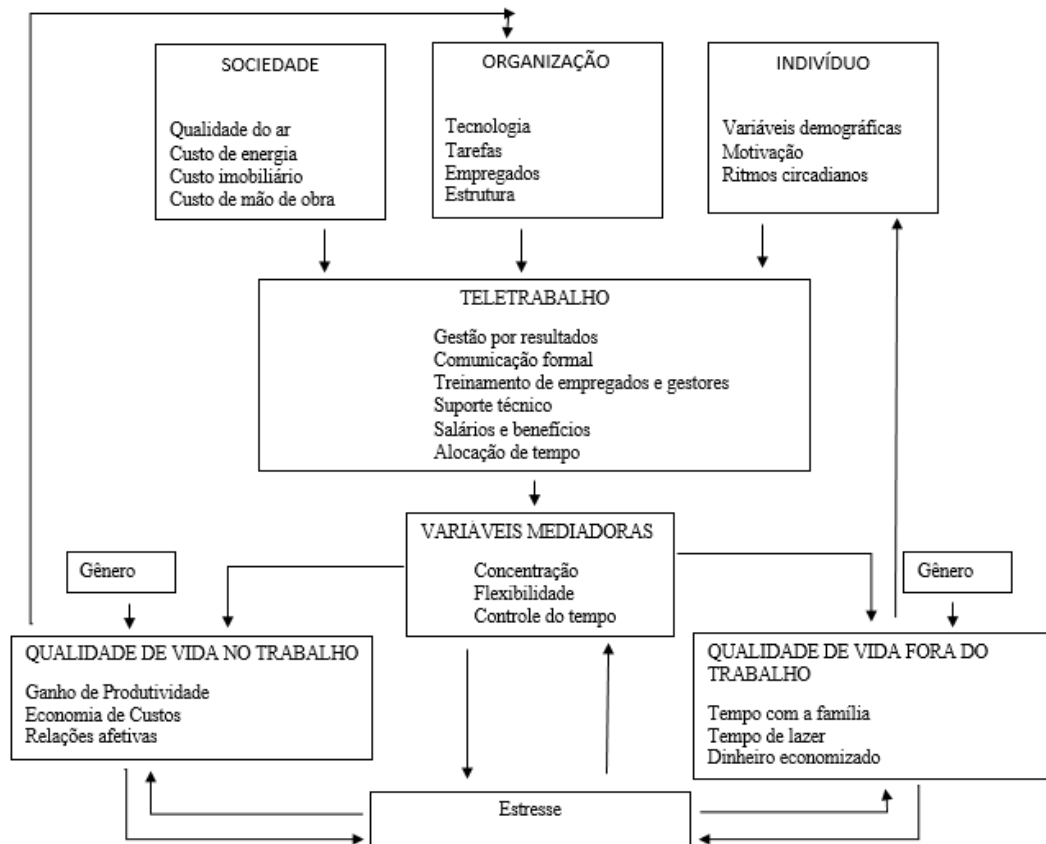 SOCIEDADE
Qualidade do ar
Custo de energia
Custo imobiliário
Custo de mão de obra
ORGANIZAÇÃO
Tecnologia
Tarefas
Empregados
Estrutura
INDIVÍDUO
Variáveis demográficas
Motivação
Ritmos circadianos
TELETRABALHO
Gestão por resultados
Comunicação formal
Treinamento de empregados e gestores
Suporte técnico
Salários e benefícios
Alocação de tempo
VARIÁVEIS MEDIADORAS
Concentração
Flexibilidade
Controle do tempo
Gênero
QUALIDADE DE VIDA NO TRABALHO
Ganho de Produtividade
Economia de Custos
Relações afetivas
Gênero
QUALIDADE DE VIDA FORA DO
TRABALHO
Tempo com a família
Tempo de lazer
Dinheiro economizado
Estresse